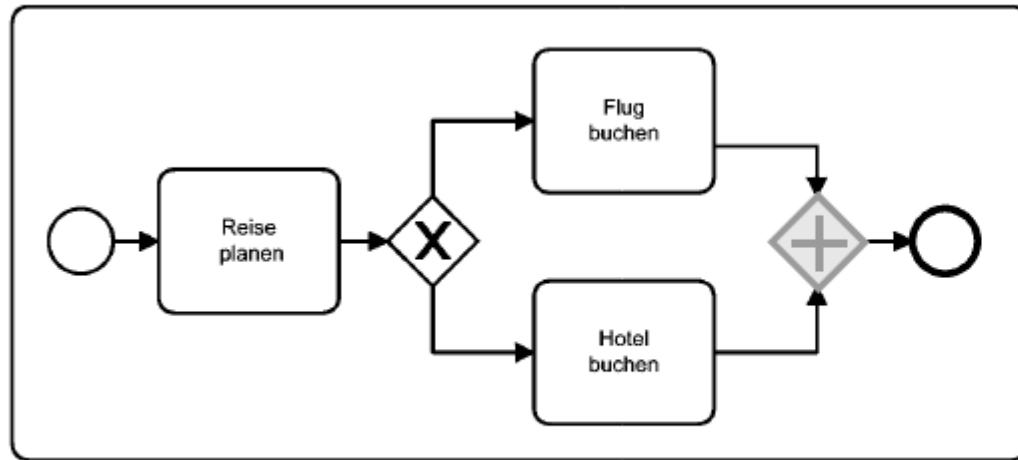 Reise
planen
X
Flug
buchen
Hotel
buchen